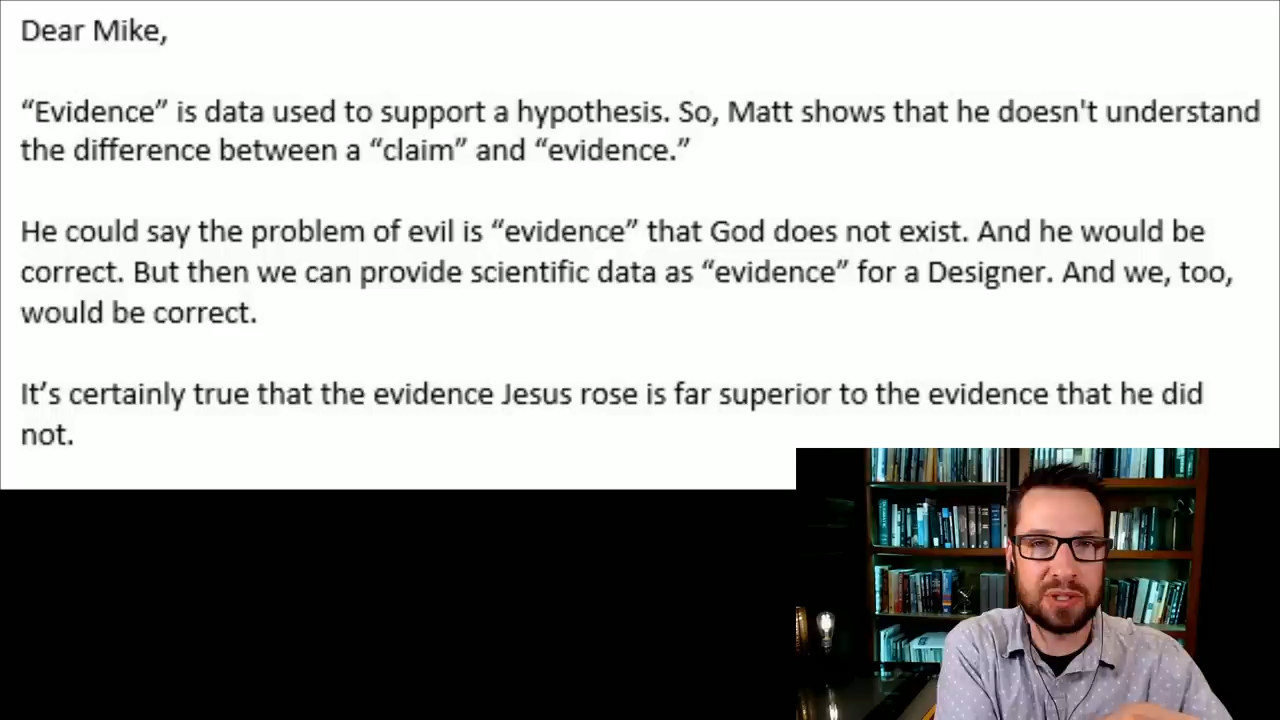 Dear Mike,
“Evidence” is data used to support a hypothesis. So, Matt shows that he doesn't understand
the difference between a “claim” and “evidence.”
He could say the problem of evil is “evidence” that God does not exist. And he would be
correct. But then we can provide scientific data as “evidence” for a Designer. And we, too,
would be correct.
It’s certainly true that the evidence Jesus rose is far superior to the evidence that he did
not.